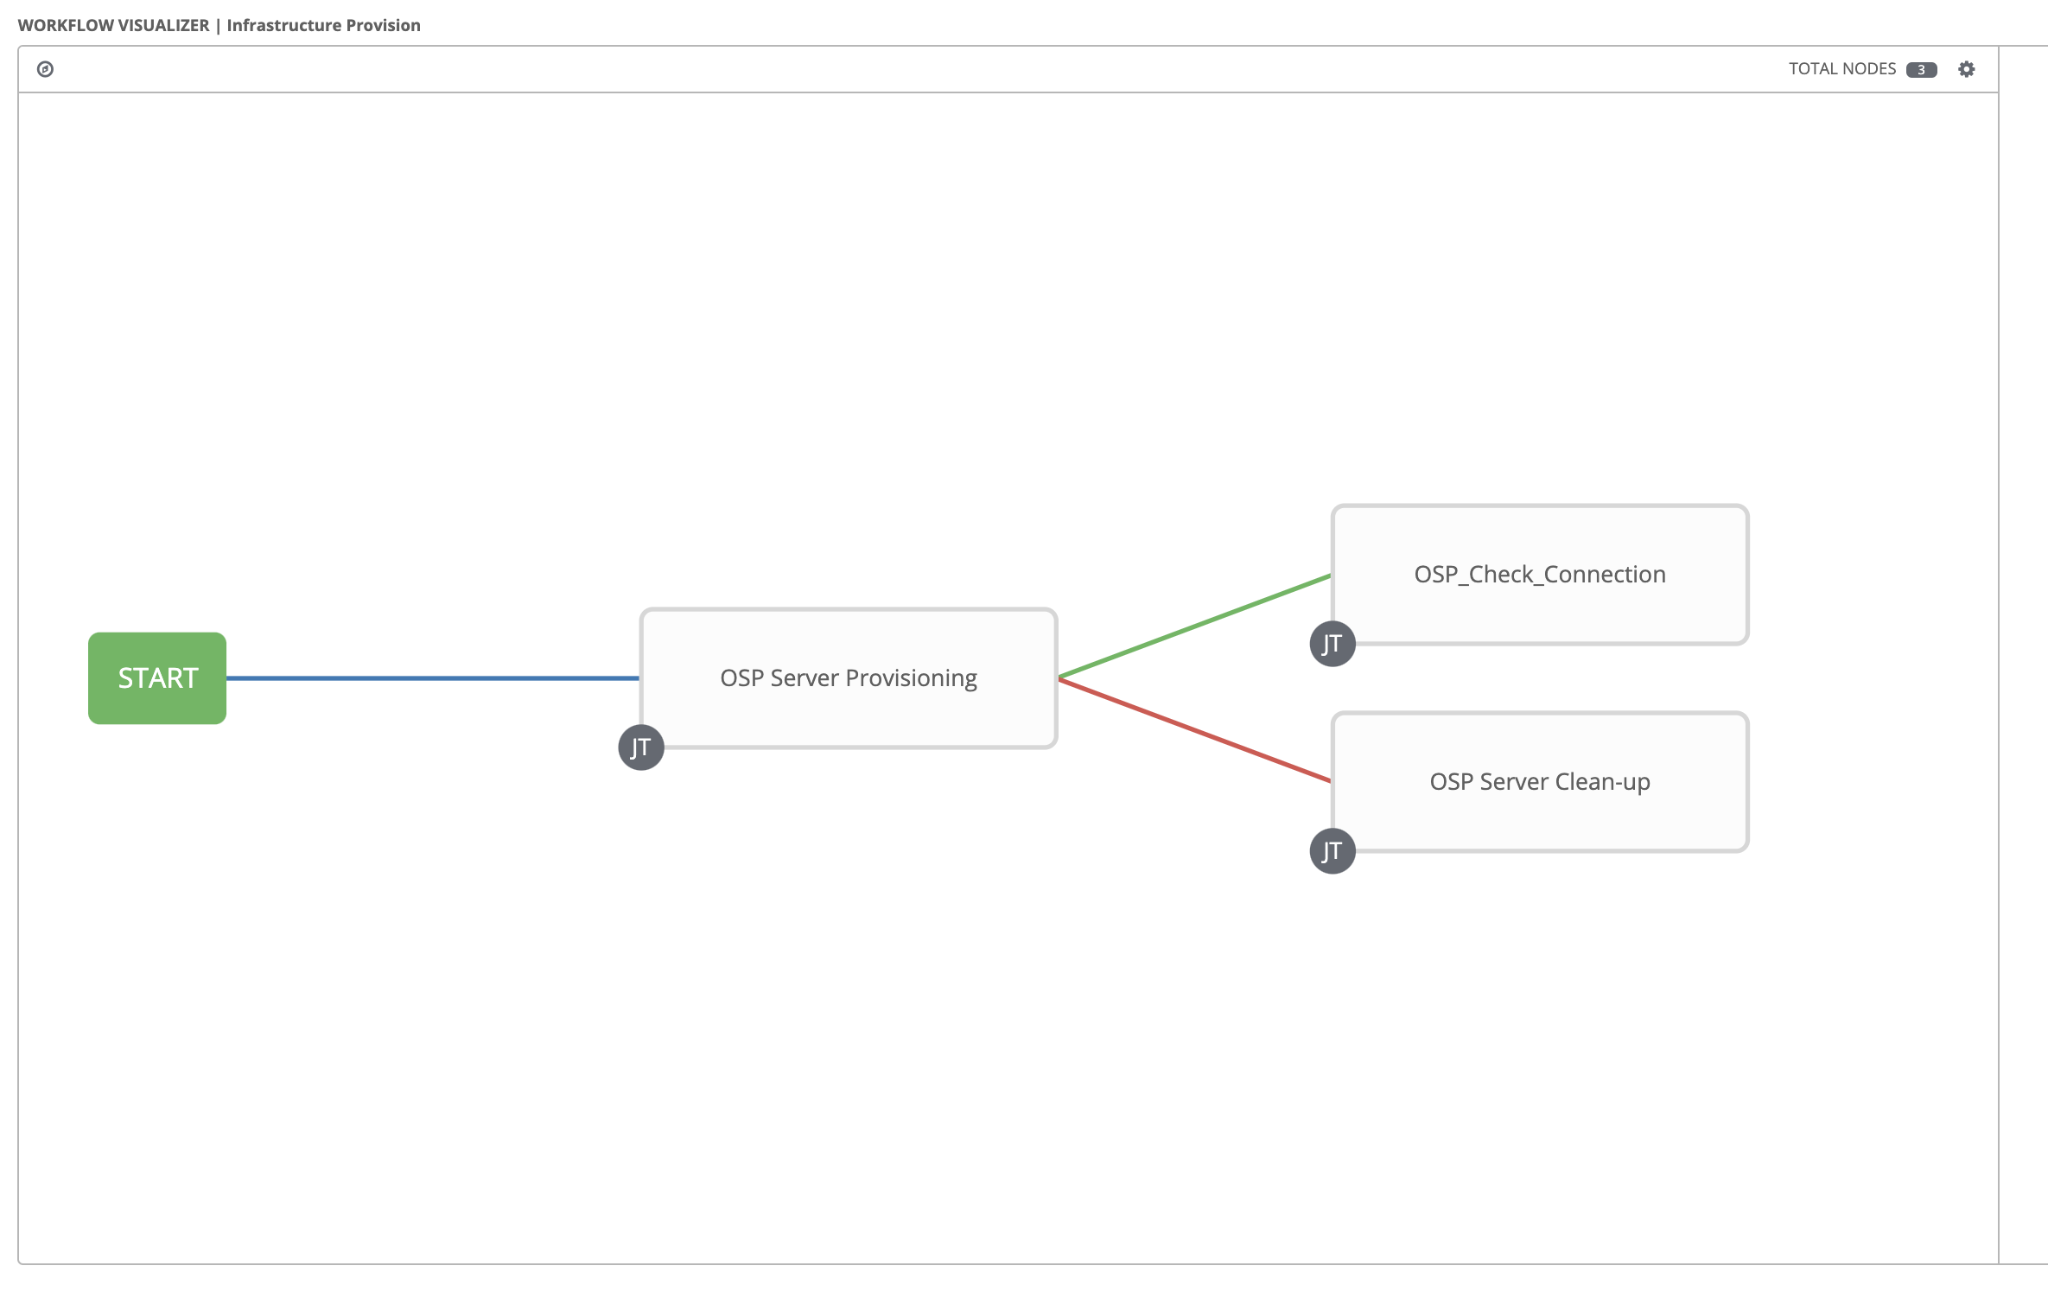 WORKFLOW VISUALIZER | Infrastructure Provision
TOTAL NODES 3
OSP_Check_Connection
JT
START
OSP Server Provisioning
JT
OSP Server Clean-up
JT